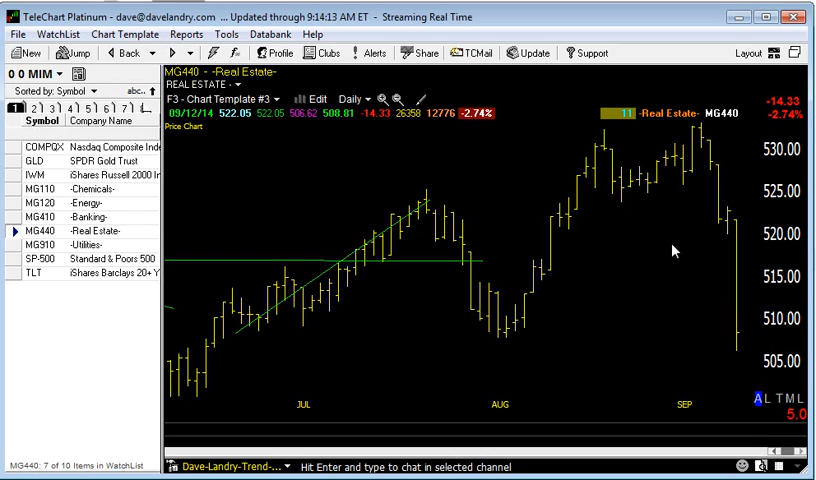 TeleChart Platinum - dave@davelandry.com ... Updated through 9:14:13 AM ET - Streaming Real Time
File WatchList Chart Template Reports Tools Databank Help
New Jump Back Profile Clubs Alerts Share TCMail Update Support Layout
0 0 MIM
Sorted by: Symbol abc..
1 2 3 4 5 6 7
Symbol Company Name
COMPQX Nasdaq Composite Inde
GLD SPDR Gold Trust
IWM iShares Russell 2000 In
MG110 -Chemicals-
MG120 -Energy-
MG410 -Banking-
MG440 -Real Estate-
MG910 -Utilities-
SP-500 Standard & Poors 500
TLT iShares Barclays 20+ Y
MG440: 7 of 10 Items in WatchList
MG440 - -Real Estate-
REAL ESTATE -
F3 - Chart Template #3 Edit Daily
09/12/14 522.05 522.05 506.62 508.81 -14.33 26358 12776 -2.74%
11 -Real Estate- MG440
-14.33
-2.74%
Price Chart
530.00
525.00
520.00
515.00
510.00
505.00
A L T M L
5.0
JUL AUG SEP
Dave-Landry-Trend-... Hit Enter and type to chat in selected channel